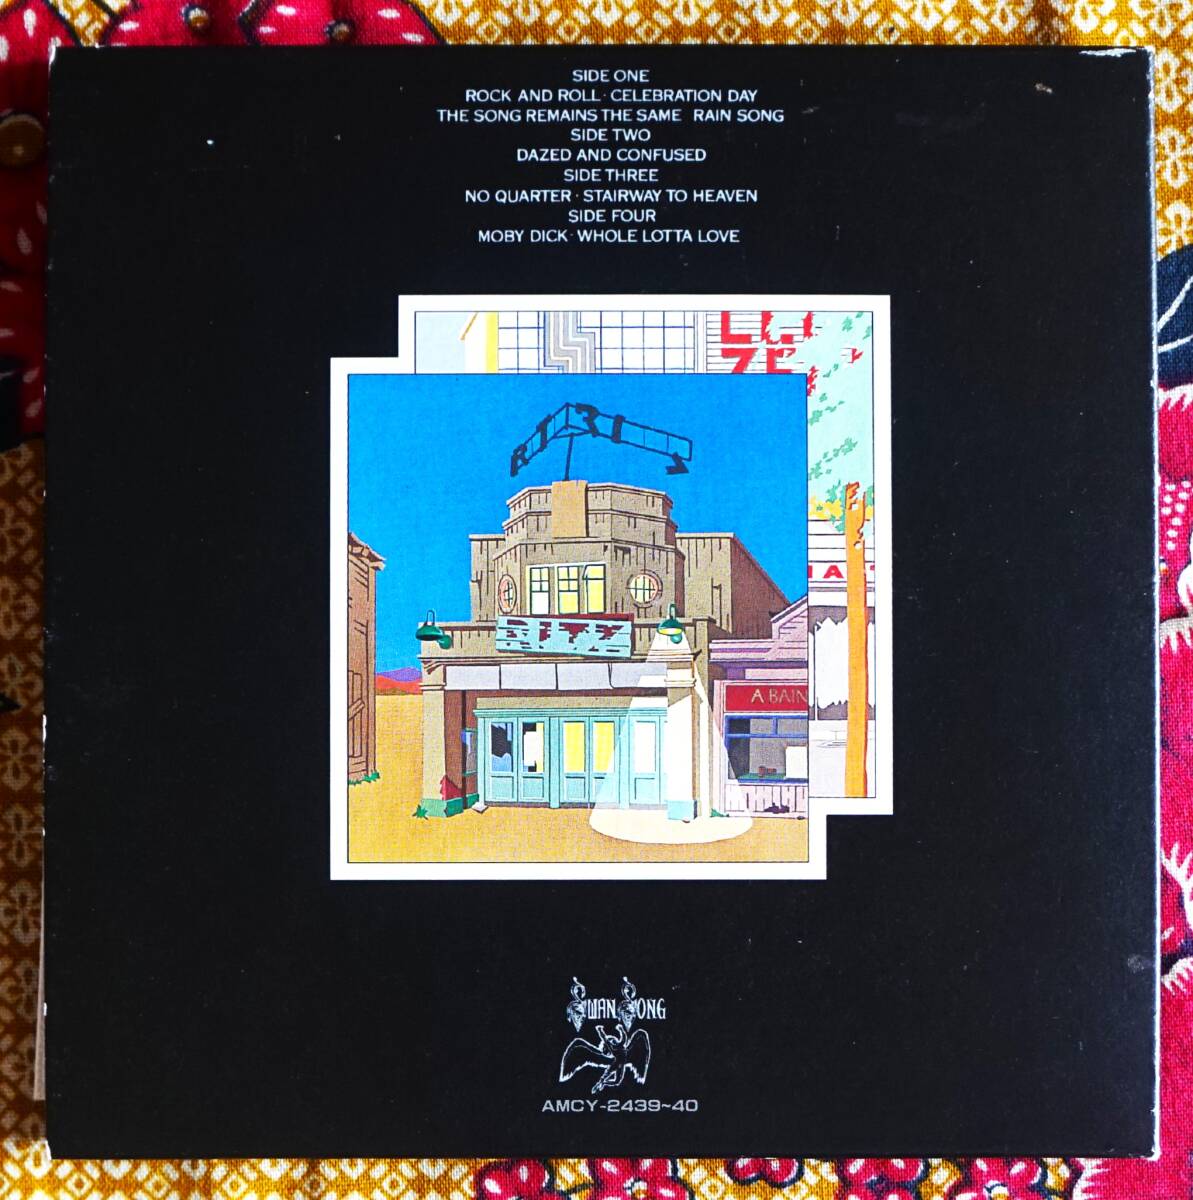 SIDE ONE
ROCK AND ROLL · CELEBRATION DAY
THE SONG REMAINS THE SAME RAIN SONG
SIDE TWO
DAZED AND CONFUSED
SIDE THREE
NO QUARTER · STAIRWAY TO HEAVEN
SIDE FOUR
MOBY DICK · WHOLE LOTTA LOVE
RITZ
A BAIN
SWAN SONG
AMCY-2439~40